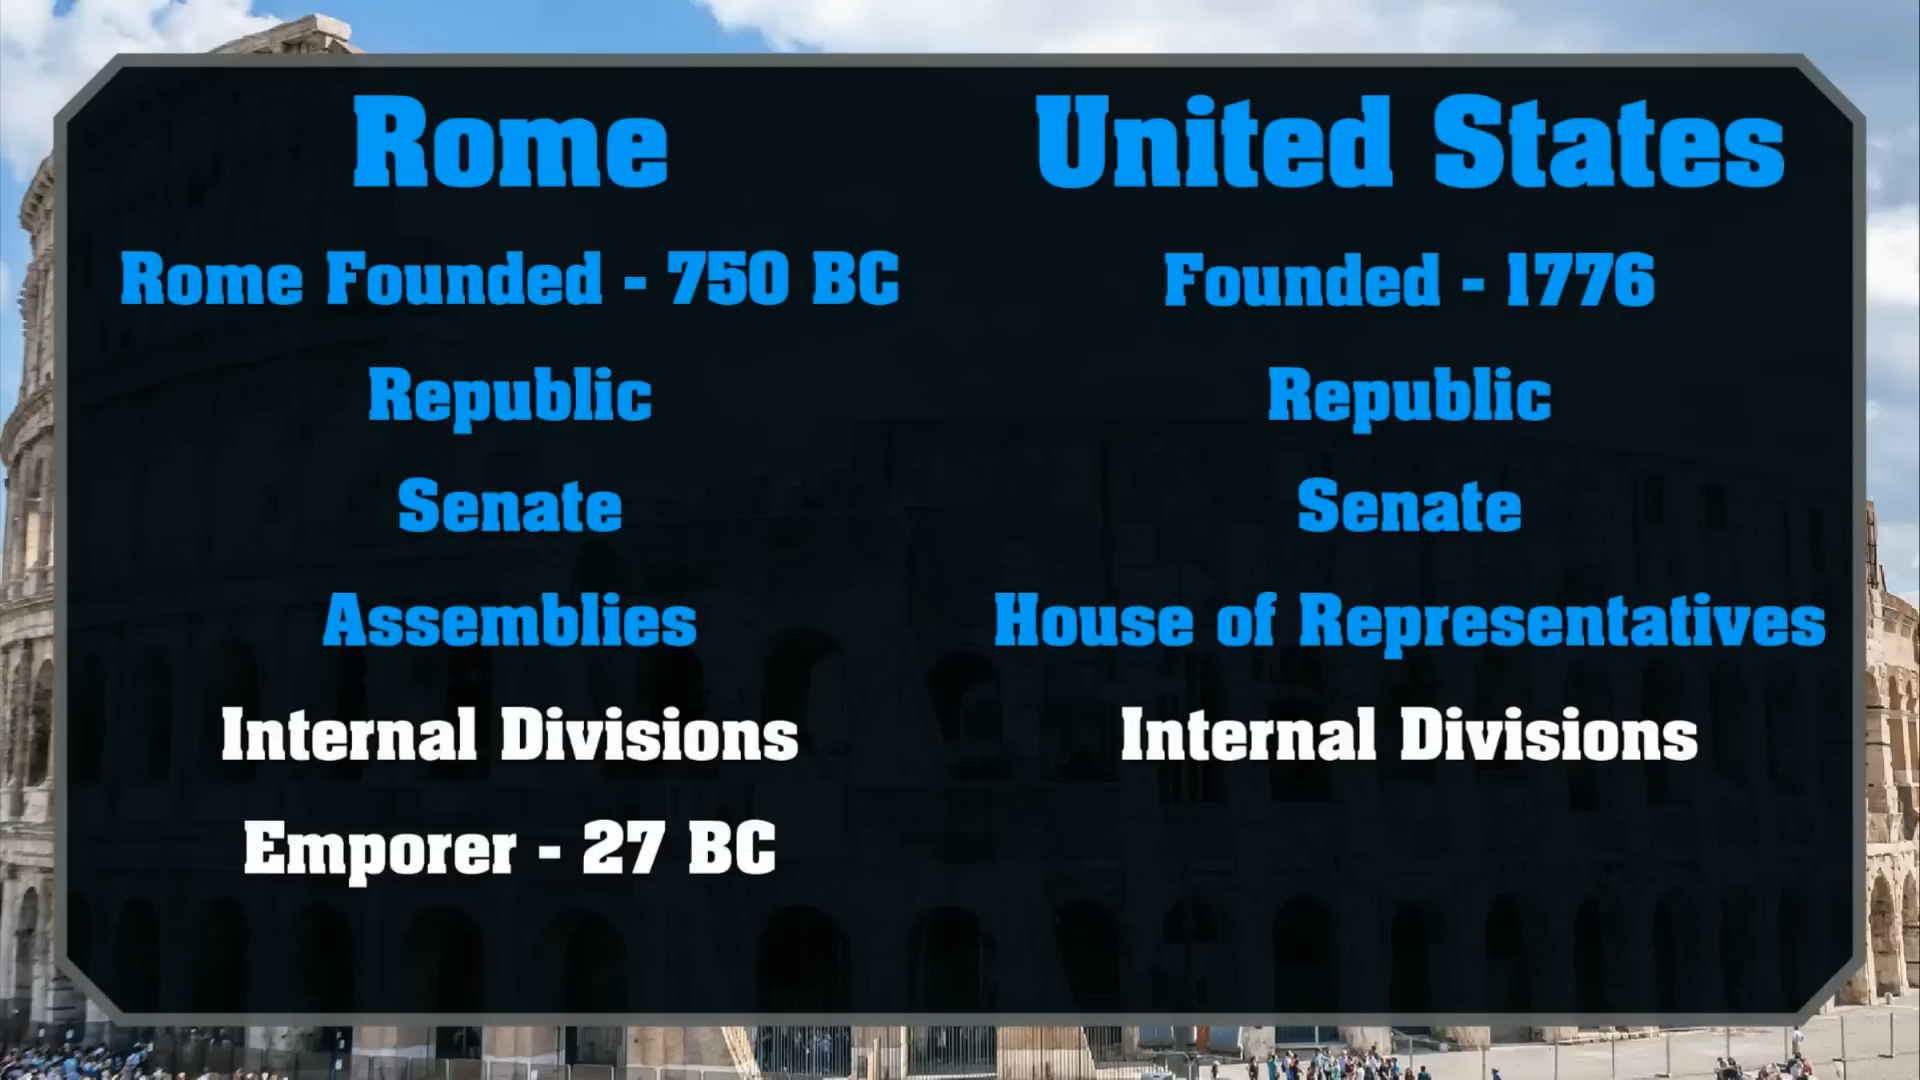 Rome
United States
Rome Founded - 750 BC
Founded - 1776
Republic
Republic
Senate
Senate
Assemblies
House of Representatives
Internal Divisions
Internal Divisions
Emporer - 27 BC